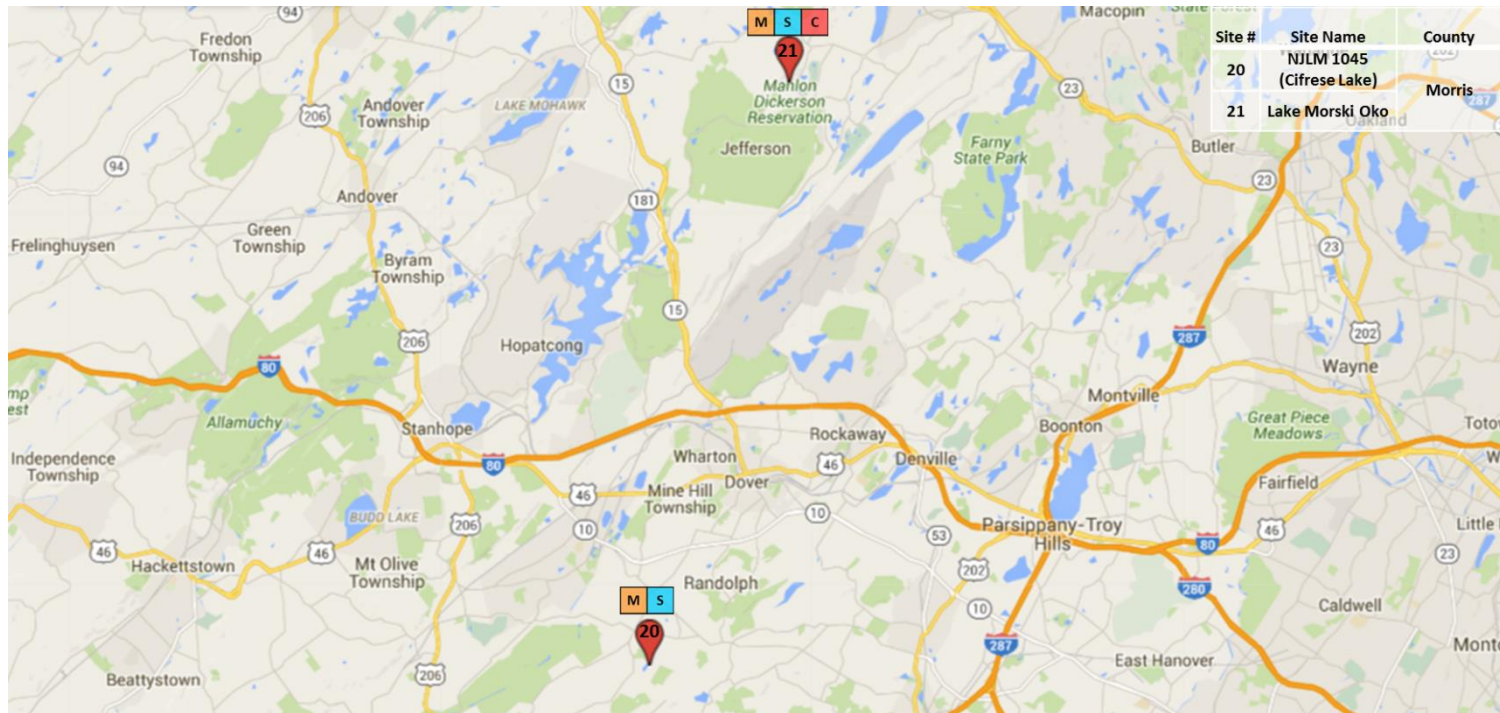 94
Fredon
Township
M S C
21
15
Mahlon
Dickerson
Reservation
Macopin
State Forest
Site # Site Name County
20 NJLM 1045
(Cifrese Lake)
Morris
21 Lake Morski Oko
202
287
Oakland
LAKE MOHAWK
206
Andover
Township
23
Jefferson
Farny
State Park
Butler
94
Andover
181
23
Frelinghuysen
Green
Township
Byram
Township
23
15
206
Hopatcong
287
202
Wayne
80
Allamuchy
Montville
Stanhope
Great Piece
Meadows
Boonton
Rockaway
Independence
Township
80
Wharton
46
Denville
Dover
Fairfield
46
Mine Hill
Township
BUDD LAKE
206
10
10
53
Parsippany-Troy
Hills
80
46
46
46
Hackettstown
Mt Olive
Township
202
23
Randolph
280
M S
20
10
Caldwell
287
East Hanover
206
Beattystown